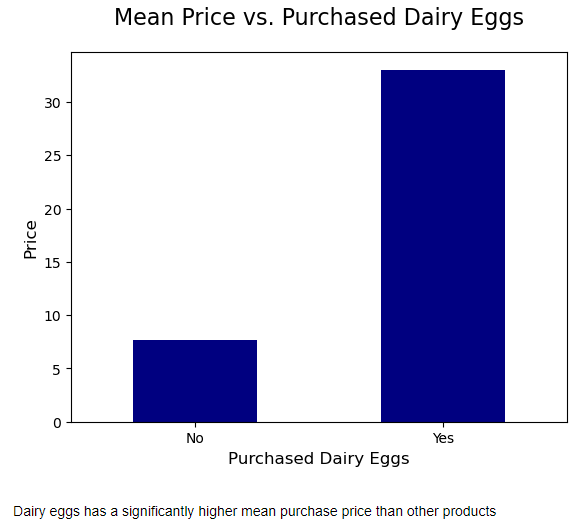 Mean Price vs. Purchased Dairy Eggs
30
25
20
15
10
5
0
Price
No Yes
Purchased Dairy Eggs
Dairy eggs has a significantly higher mean purchase price than other products